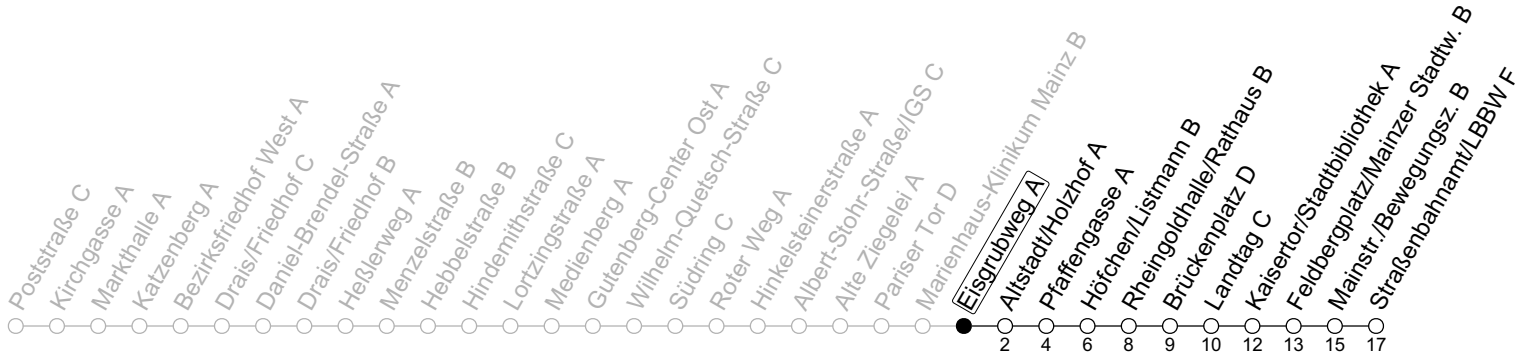 Poststraße C
Kirchgasse A
Markthalle A
Katzenberg A
Bezirksfriedhof West A
Drais/Friedhof C
Daniel-Brendel-Straße A
Drais/Friedhof B
Heßlerweg A
Menzelstraße B
Hebbelstraße B
Hindemithstraße C
Lortzingstraße A
Medienberg A
Gutenberg-Center Ost A
Wilhelm-Quetsch-Straße C
Südring C
Roter Weg A
Hinkelsteinerstraße A
Albert-Stohr-Straße/IGS C
Alte Ziegelei A
Pariser Tor D
Marienhaus-Klinikum Mainz B
Eisgrubweg A
Altstadt/Holzhof A
Pfaffengasse A
Höfchen/Listmann B
Rheingoldhalle/Rathaus B
Brückenplatz D
Landtag C
Kaisertor/Stadtbibliothek A
Feldbergplatz/Mainzer Stadtw. B
Mainstr./Bewegungsz. B
Straßenbahnamt/LBBW F
2 4 6 8 9 10 12 13 15 17